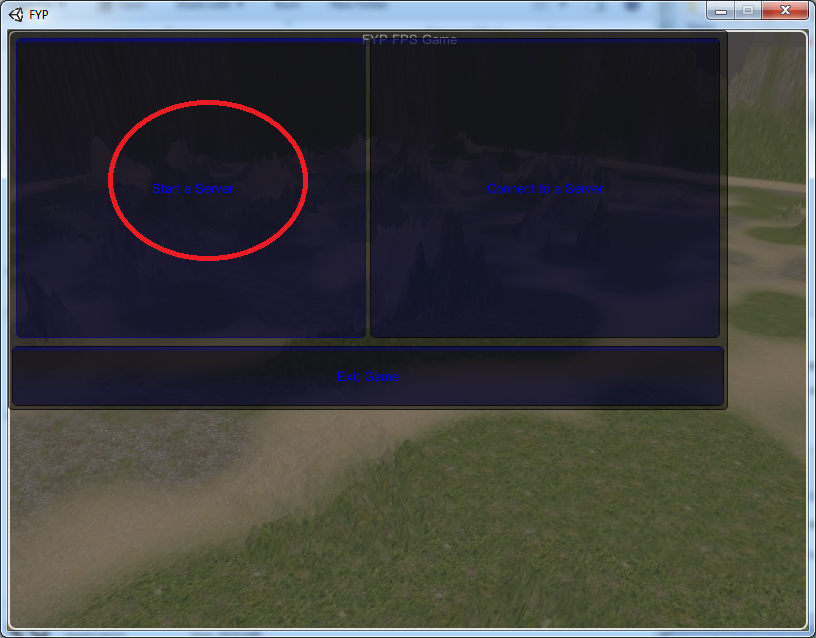 FYP
FYP FPS Game
Start a Server
Connect to a Server
Exit Game